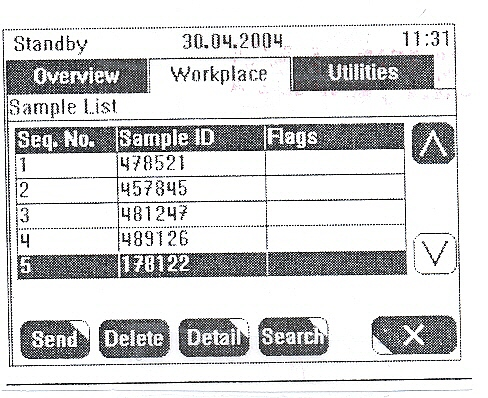 Standby 30.04.2004 11:31
Overview Workplace Utilities
Sample List
Seq. No. Sample ID Flags
1 478521
2 457845
3 481247
4 489126
5 178122
Send Delete Detail Search X